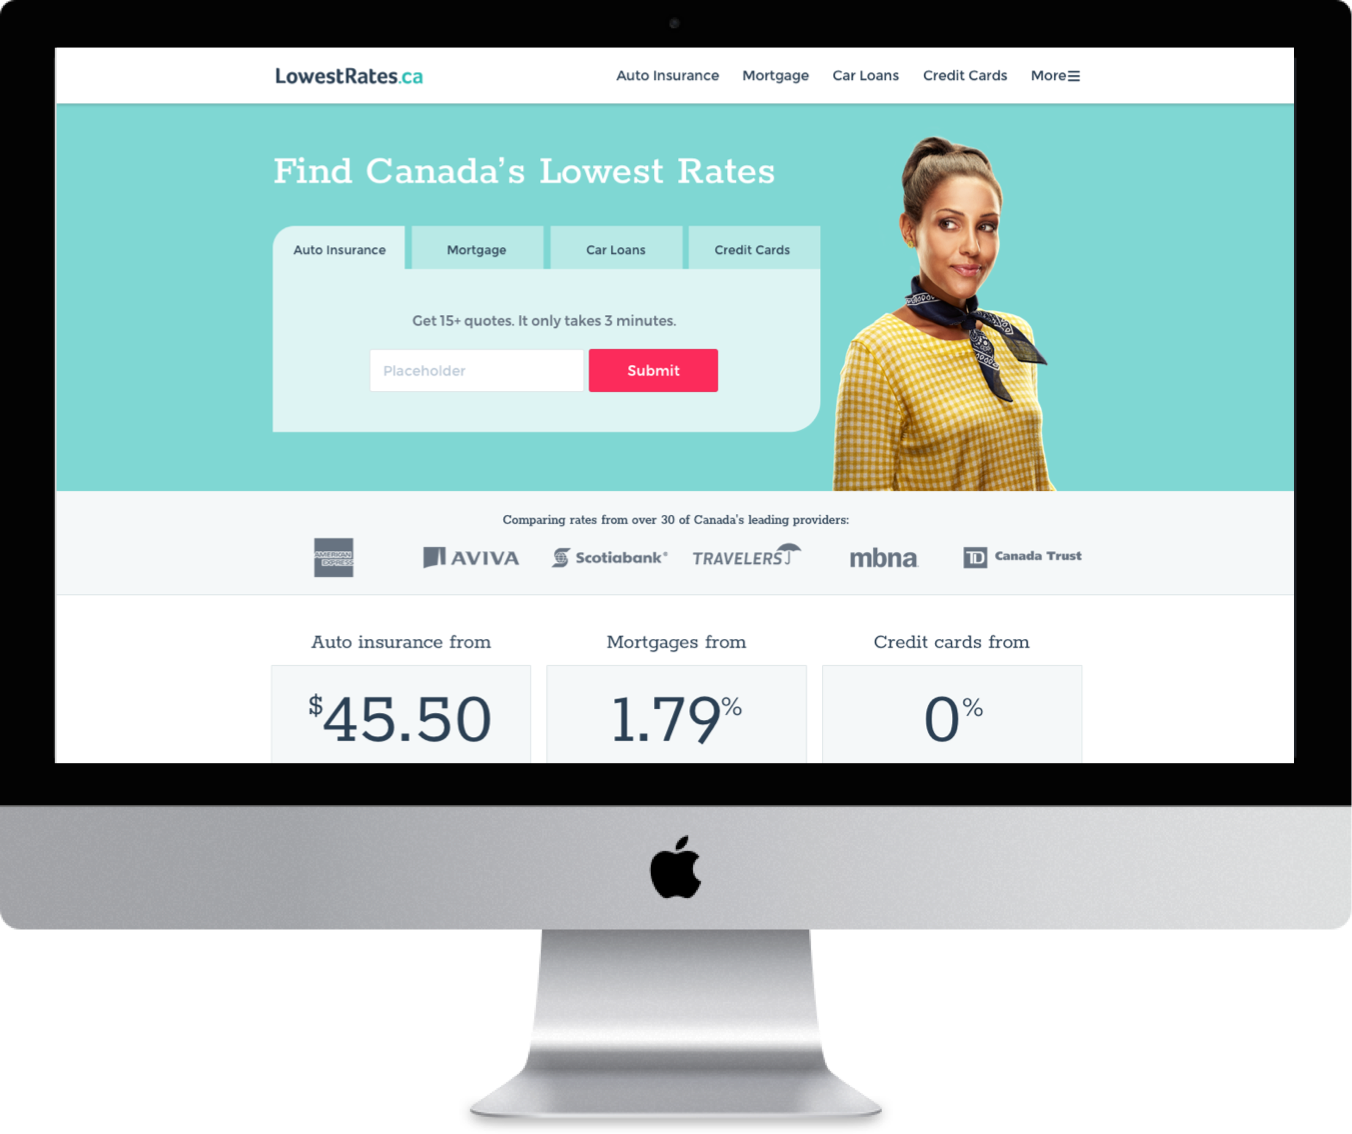 LowestRates.ca
Auto Insurance Mortgage Car Loans Credit Cards More
Find Canada's Lowest Rates
Auto Insurance Mortgage Car Loans Credit Cards
Get 15+ quotes. It only takes 3 minutes.
Placeholder Submit
Comparing rates from over 30 of Canada's leading providers:
AMERICAN EXPRESS AVIVA Scotiabank® TRAVELERS mbna TD Canada Trust
Auto insurance from Mortgages from Credit cards from
$45.50 1.79% 0%